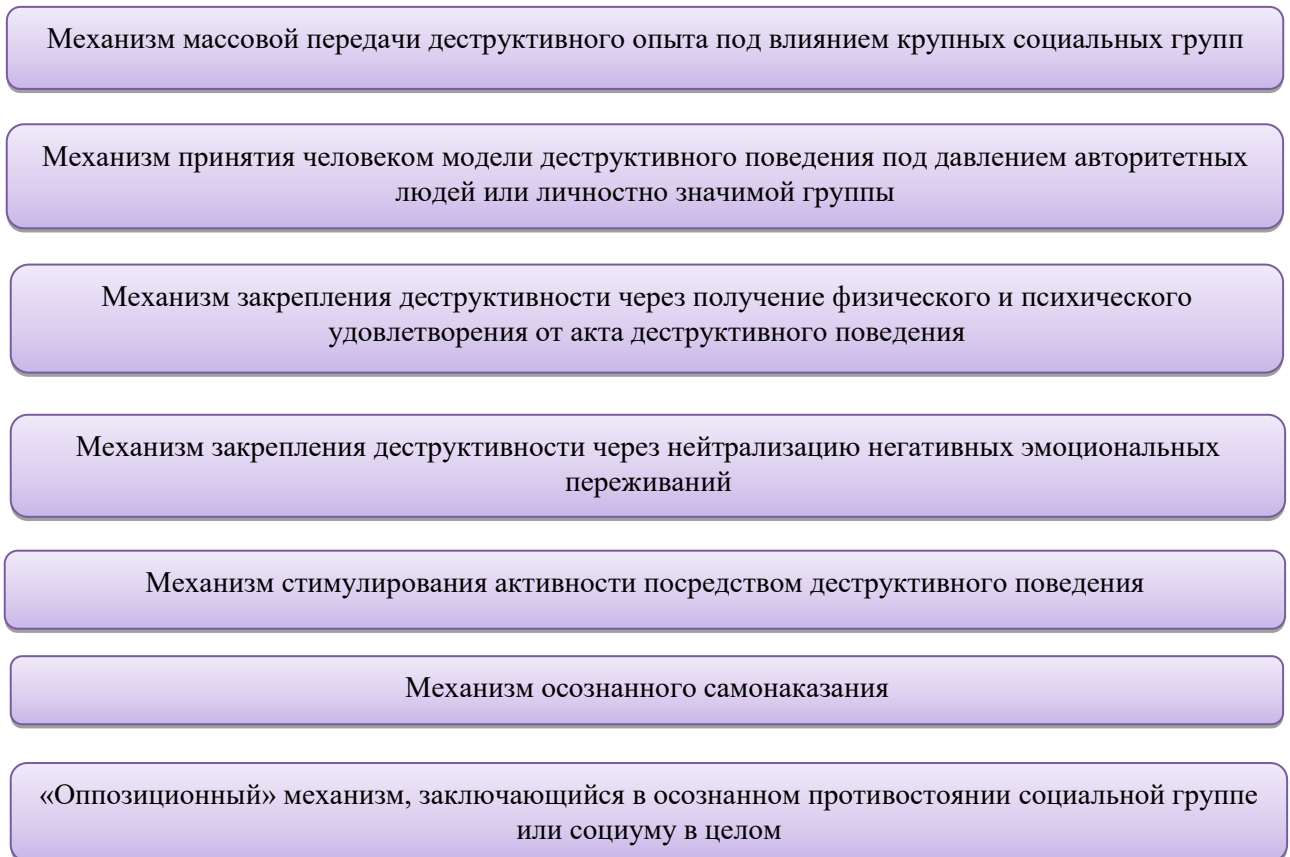 Механизм массовой передачи деструктивного опыта под влиянием крупных социальных групп
Механизм принятия человеком модели деструктивного поведения под давлением авторитетных
людей или личностно значимой группы
Механизм закрепления деструктивности через получение физического и психического
удовлетворения от акта деструктивного поведения
Механизм закрепления деструктивности через нейтрализацию негативных эмоциональных
переживаний
Механизм стимулирования активности посредством деструктивного поведения
Механизм осознанного самонаказания
«Оппозиционный» механизм, заключающийся в осознанном противостоянии социальной группе
или социуму в целом